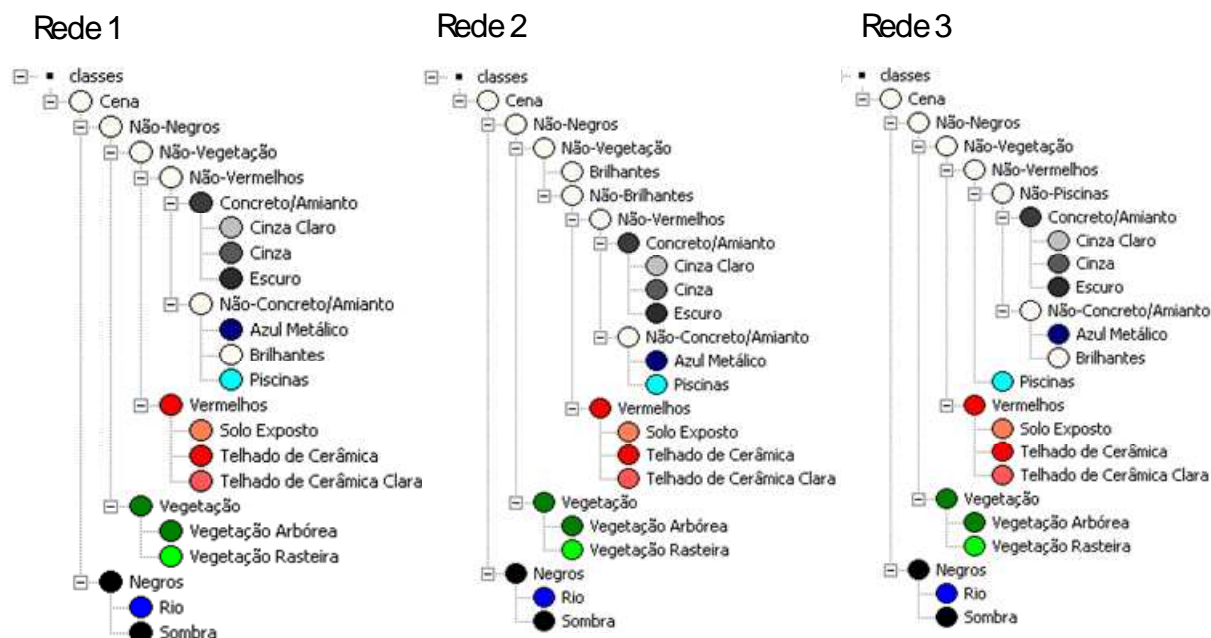 Rede 1
classes
Cena
Não-Negros
Não-Vegetação
Não-Vermelhos
Concreto/Amianto
Cinza Claro
Cinza
Escuro
Não-Concreto/Amianto
Azul Metálico
Brilhantes
Piscinas
Vermelhos
Solo Exposto
Telhado de Cerâmica
Telhado de Cerâmica Clara
Vegetação
Vegetação Arbórea
Vegetação Rasteira
Negros
Rio
Sombra
Rede 2
classes
Cena
Não-Negros
Não-Vegetação
Brilhantes
Não-Brilhantes
Não-Vermelhos
Concreto/Amianto
Cinza Claro
Cinza
Escuro
Não-Concreto/Amianto
Azul Metálico
Piscinas
Vermelhos
Solo Exposto
Telhado de Cerâmica
Telhado de Cerâmica Clara
Vegetação
Vegetação Arbórea
Vegetação Rasteira
Negros
Rio
Sombra
Rede 3
classes
Cena
Não-Negros
Não-Vegetação
Não-Vermelhos
Não-Piscinas
Concreto/Amianto
Cinza Claro
Cinza
Escuro
Não-Concreto/Amianto
Azul Metálico
Brilhantes
Piscinas
Vermelhos
Solo Exposto
Telhado de Cerâmica
Telhado de Cerâmica Clara
Vegetação
Vegetação Arbórea
Vegetação Rasteira
Negros
Rio
Sombra